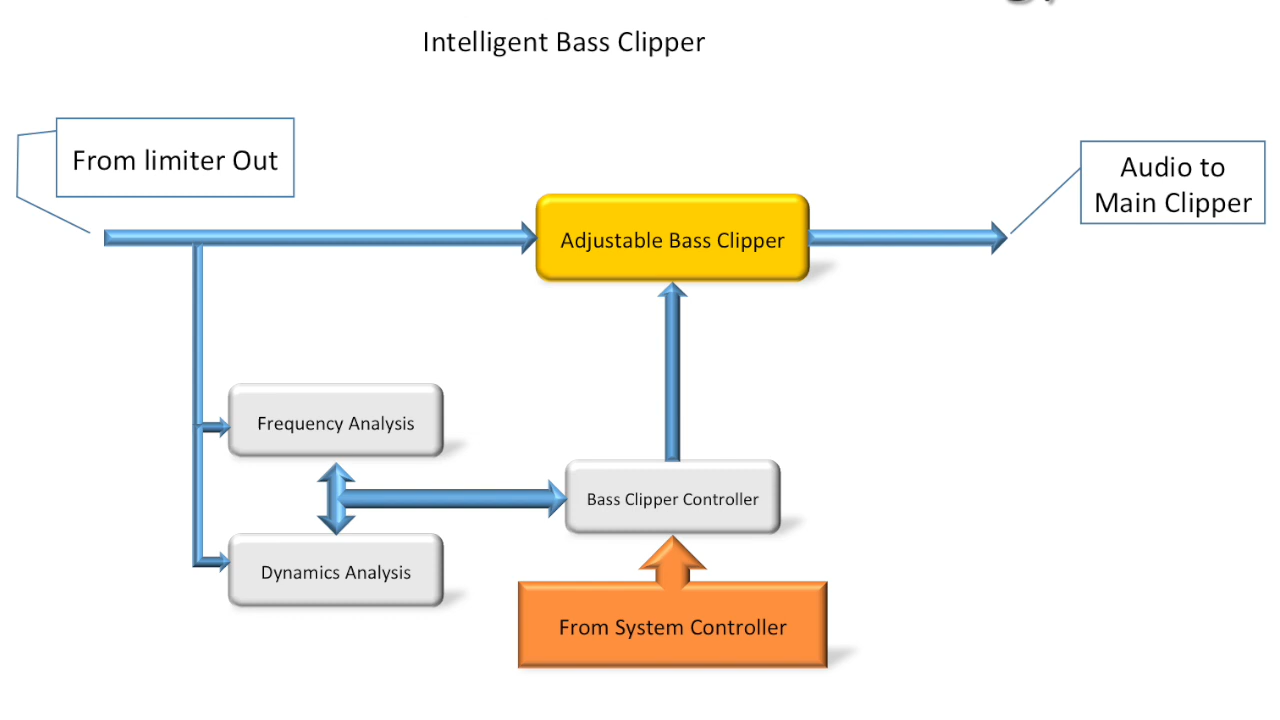 Intelligent Bass Clipper
From limiter Out
Audio to
Main Clipper
Adjustable Bass Clipper
Frequency Analysis
Bass Clipper Controller
Dynamics Analysis
From System Controller